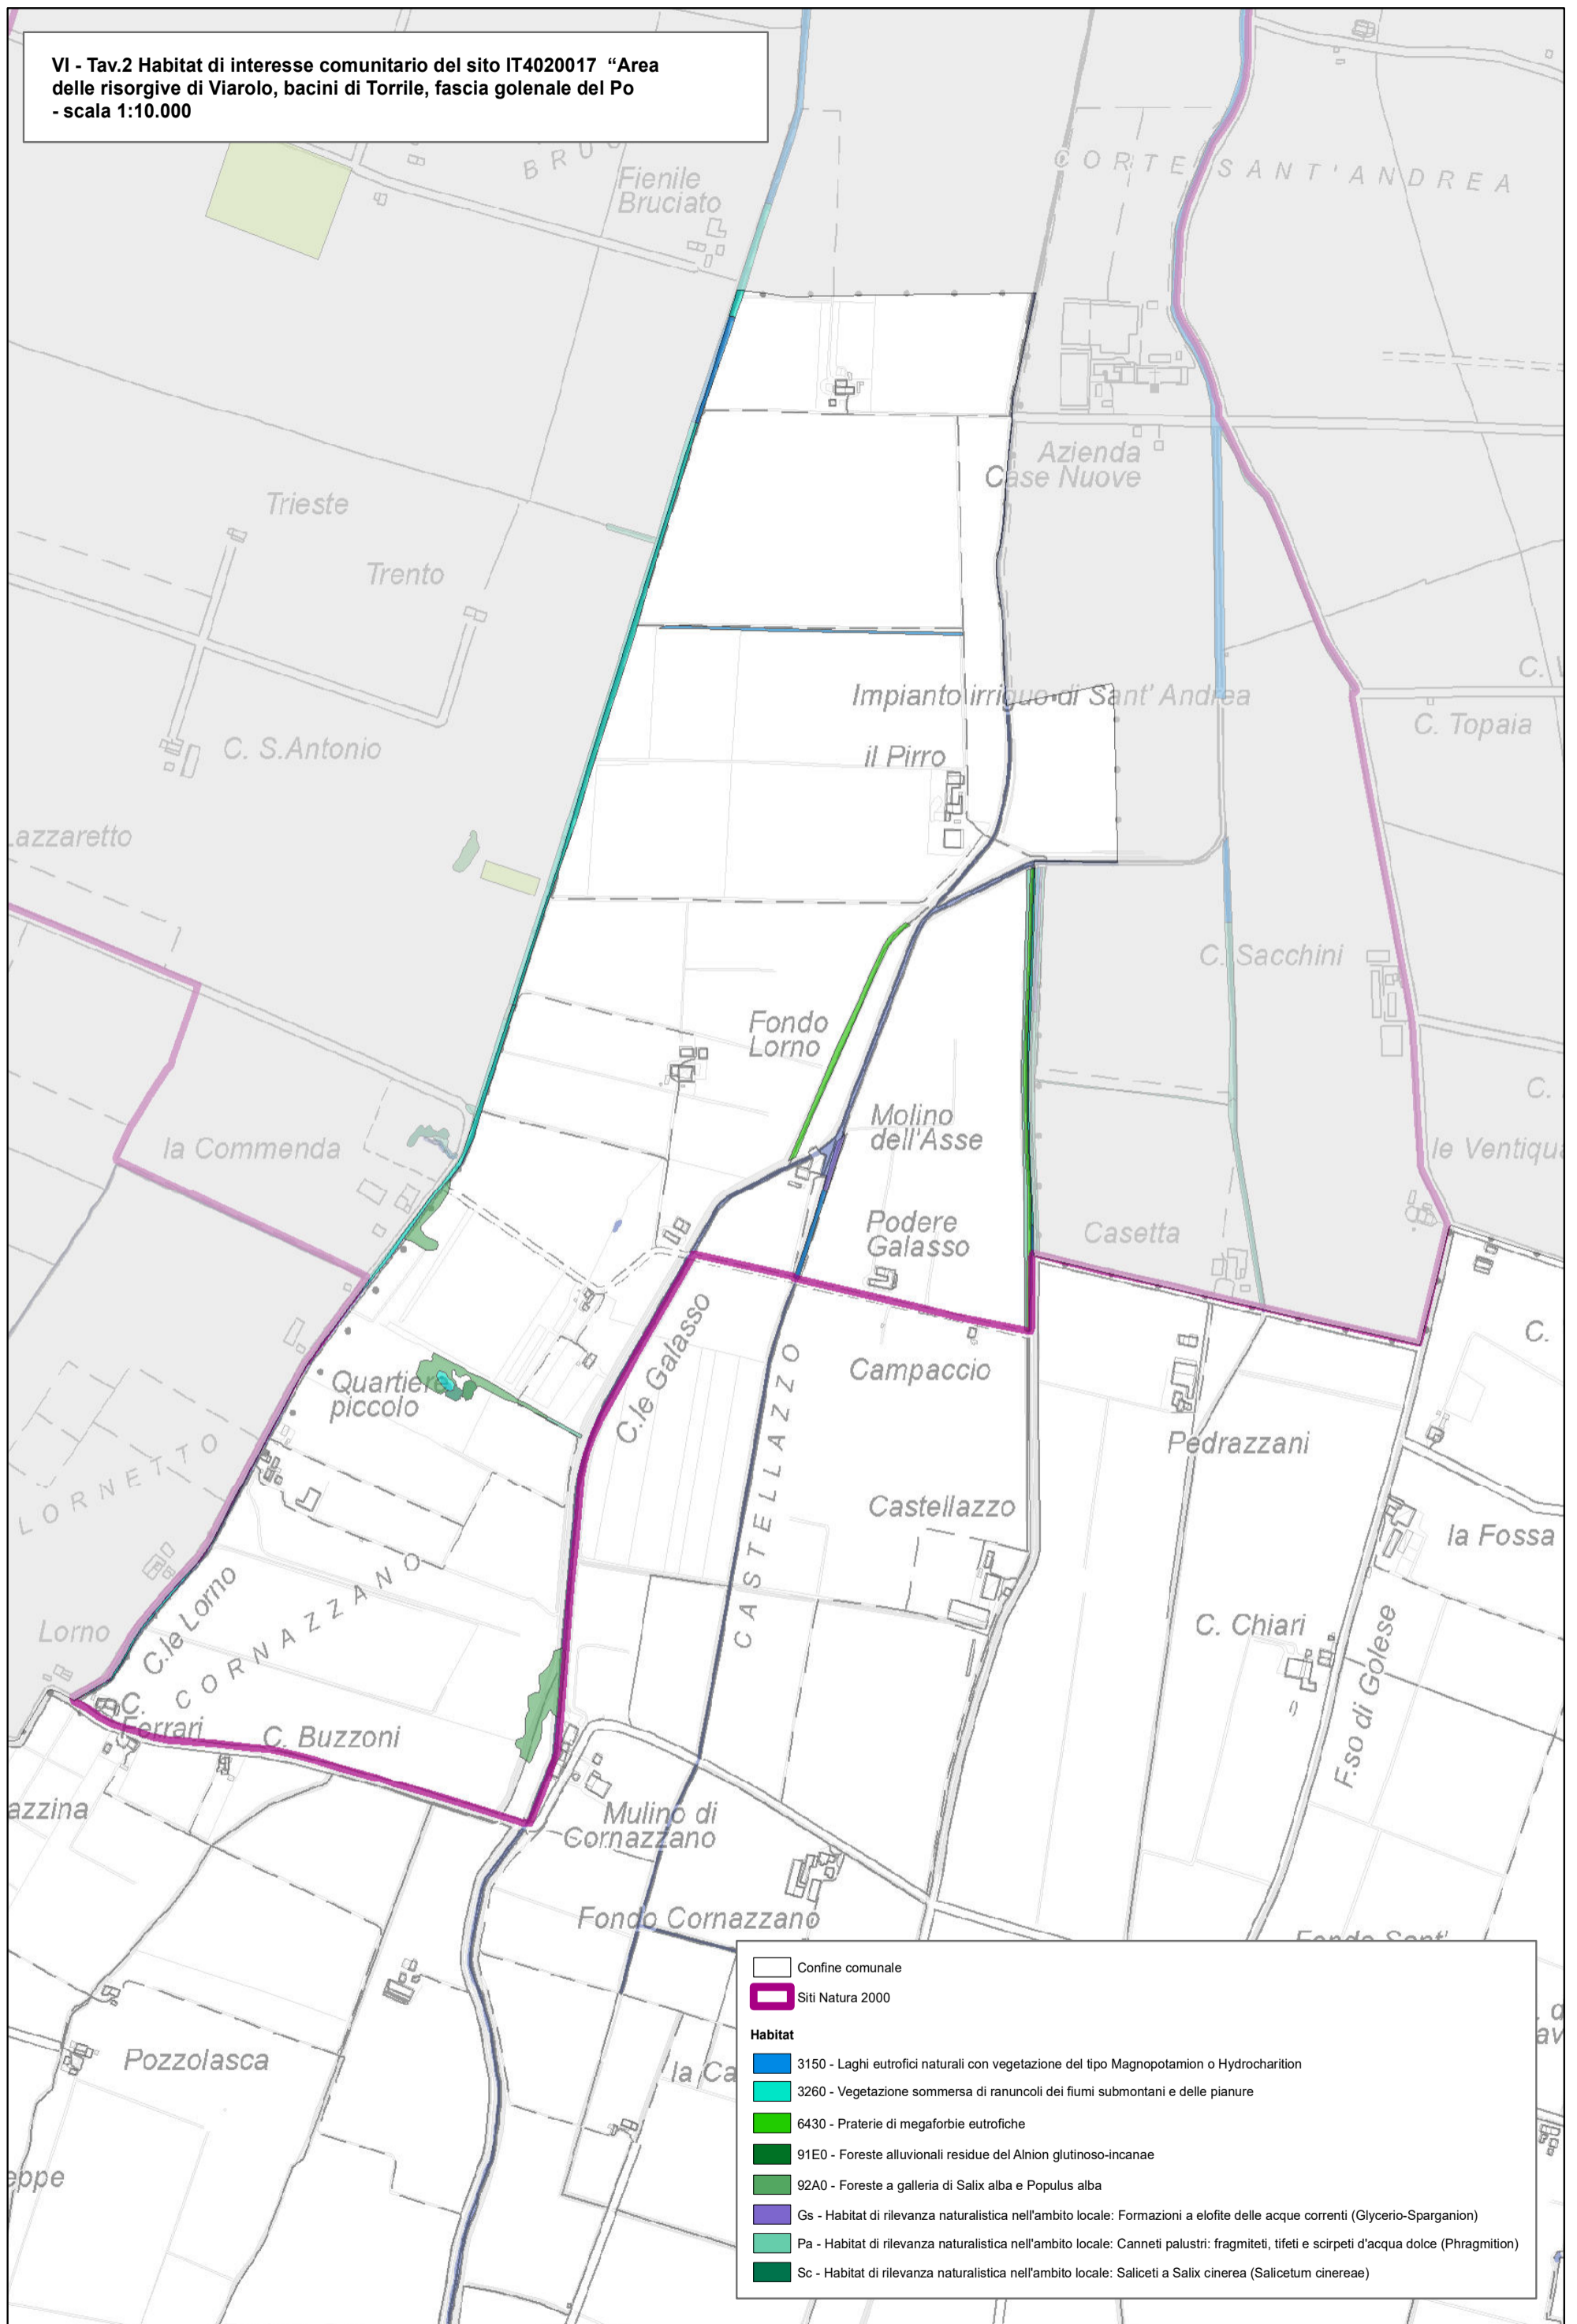 VI - Tav.2 Habitat di interesse comunitario del sito IT4020017 “Area
delle risorgive di Viarolo, bacini di Torrile, fascia golenale del Po
- scala 1:10.000
Fienile
Bruciato
CORTE SANT'ANDREA
Azienda
Case Nuove
Trieste
Trento
Impianto irriguo di Sant' Andrea
C. Topaia
C. S.Antonio
il Pirro
azzaretto
C. Sacchini
Fondo
Lorno
C.
Molino
dell'Asse
la Commenda
le Ventiqua
Podere
Galasso
Casetta
C.le Galasso
C.
Quartiere
piccolo
Campaccio
CASTELLAZZO
Pedrazzani
LORNETTO
Castellazzo
la Fossa
C.le Lorno
CORNAZZANO
Lorno
C. Chiari
F.so di Golese
C.
Ferrari
C. Buzzoni
azzina
Mulino di
Cornazzano
Fondo Cornazzano
Pozzolasca
la Ca
eppe
Confine comunale
Siti Natura 2000
Habitat
3150 - Laghi eutrofici naturali con vegetazione del tipo Magnopotamion o Hydrocharition
3260 - Vegetazione sommersa di ranuncoli dei fiumi submontani e delle pianure
6430 - Praterie di megaforbie eutrofiche
91E0 - Foreste alluvionali residue del Alnion glutinoso-incanae
92A0 - Foreste a galleria di Salix alba e Populus alba
Gs - Habitat di rilevanza naturalistica nell'ambito locale: Formazioni a elofite delle acque correnti (Glycerio-Sparganion)
Pa - Habitat di rilevanza naturalistica nell'ambito locale: Canneti palustri: fragmiteti, tifeti e scirpeti d'acqua dolce (Phragmition)
Sc - Habitat di rilevanza naturalistica nell'ambito locale: Saliceti a Salix cinerea (Salicetum cinereae)